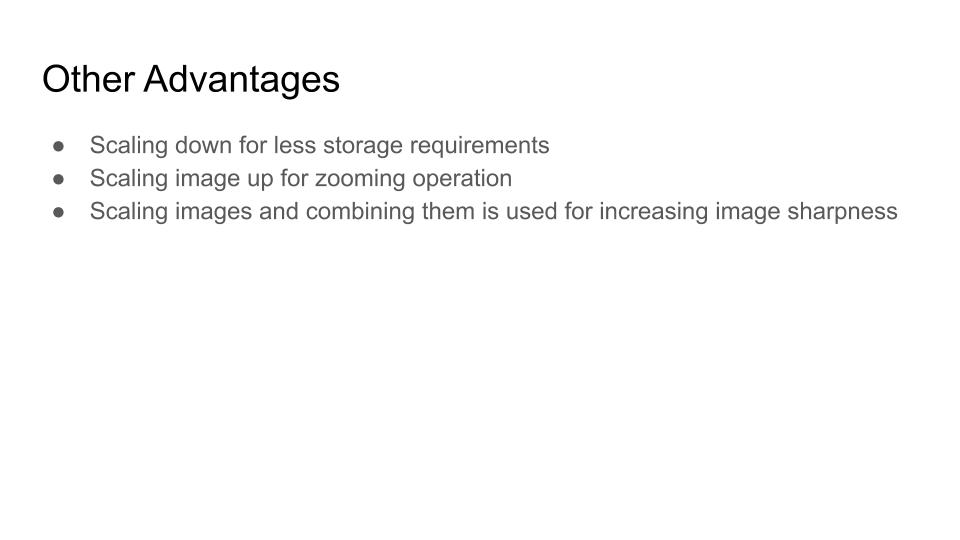 Other Advantages
● Scaling down for less storage requirements
● Scaling image up for zooming operation
● Scaling images and combining them is used for increasing image sharpness